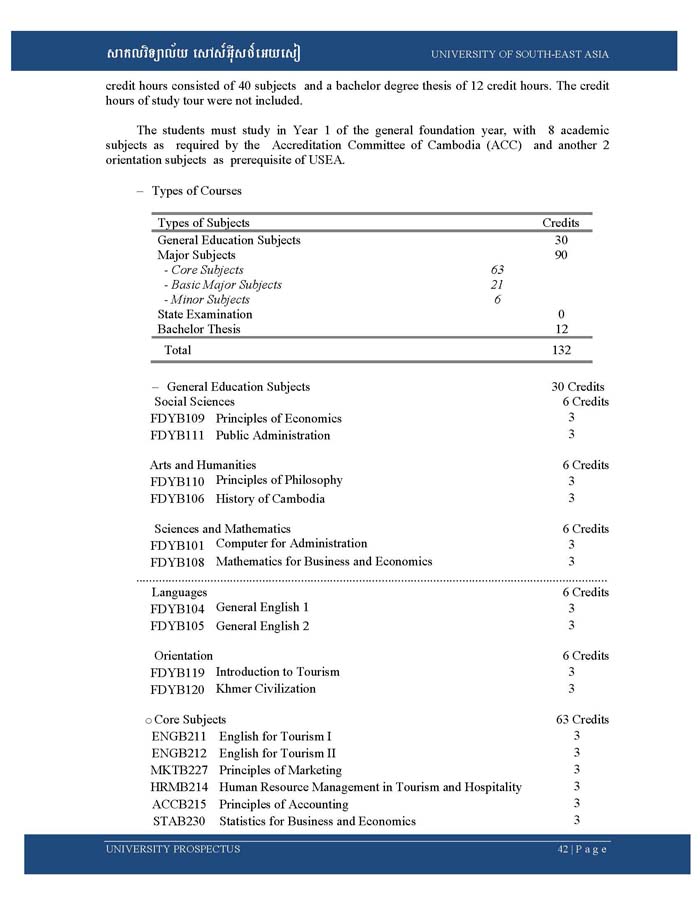 សាកលវិទ្យាល័យ សៅស៍អ៊ីសថ៍អេយសៀ UNIVERSITY OF SOUTH-EAST ASIA
credit hours consisted of 40 subjects and a bachelor degree thesis of 12 credit hours. The credit
hours of study tour were not included.
The students must study in Year 1 of the general foundation year, with 8 academic
subjects as required by the Accreditation Committee of Cambodia (ACC) and another 2
orientation subjects as prerequisite of USEA.
– Types of Courses
Types of Subjects Credits
General Education Subjects 30
Major Subjects 90
- Core Subjects 63
- Basic Major Subjects 21
- Minor Subjects 6
State Examination 0
Bachelor Thesis 12
Total 132
– General Education Subjects 30 Credits
Social Sciences 6 Credits
FDYB109 Principles of Economics 3
FDYB111 Public Administration 3
Arts and Humanities 6 Credits
FDYB110 Principles of Philosophy 3
FDYB106 History of Cambodia 3
Sciences and Mathematics 6 Credits
FDYB101 Computer for Administration 3
FDYB108 Mathematics for Business and Economics 3
Languages 6 Credits
FDYB104 General English 1 3
FDYB105 General English 2 3
Orientation 6 Credits
FDYB119 Introduction to Tourism 3
FDYB120 Khmer Civilization 3
o Core Subjects 63 Credits
ENGB211 English for Tourism I 3
ENGB212 English for Tourism II 3
MKTB227 Principles of Marketing 3
HRMB214 Human Resource Management in Tourism and Hospitality 3
ACCB215 Principles of Accounting 3
STAB230 Statistics for Business and Economics 3
UNIVERSITY PROSPECTUS 42 | P a g e